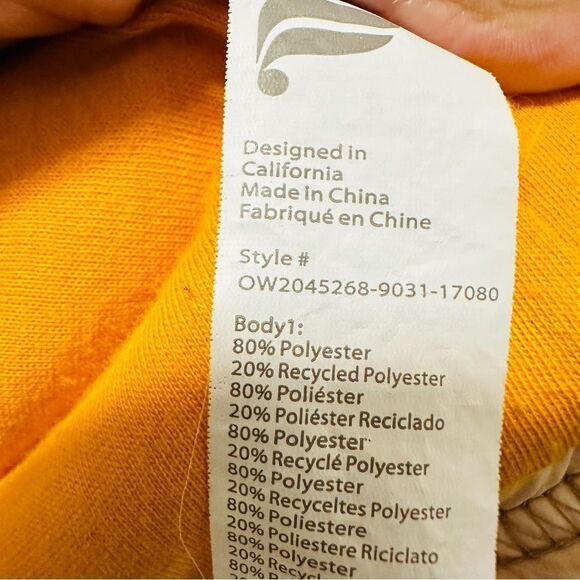 Designed in
California
Made in China
Fabriqué en Chine
Style #
OW2045268-9031-17080
Body1:
80% Polyester
20% Recycled Polyester
80% Poliéster
20% Poliéster Reciclado
80% Polyester
20% Recyclé Polyester
80% Polyester
20% Recyceltes Polyester
80% Poliestere
20% Poliestere Riciclato
80% Polyester
20%
80%